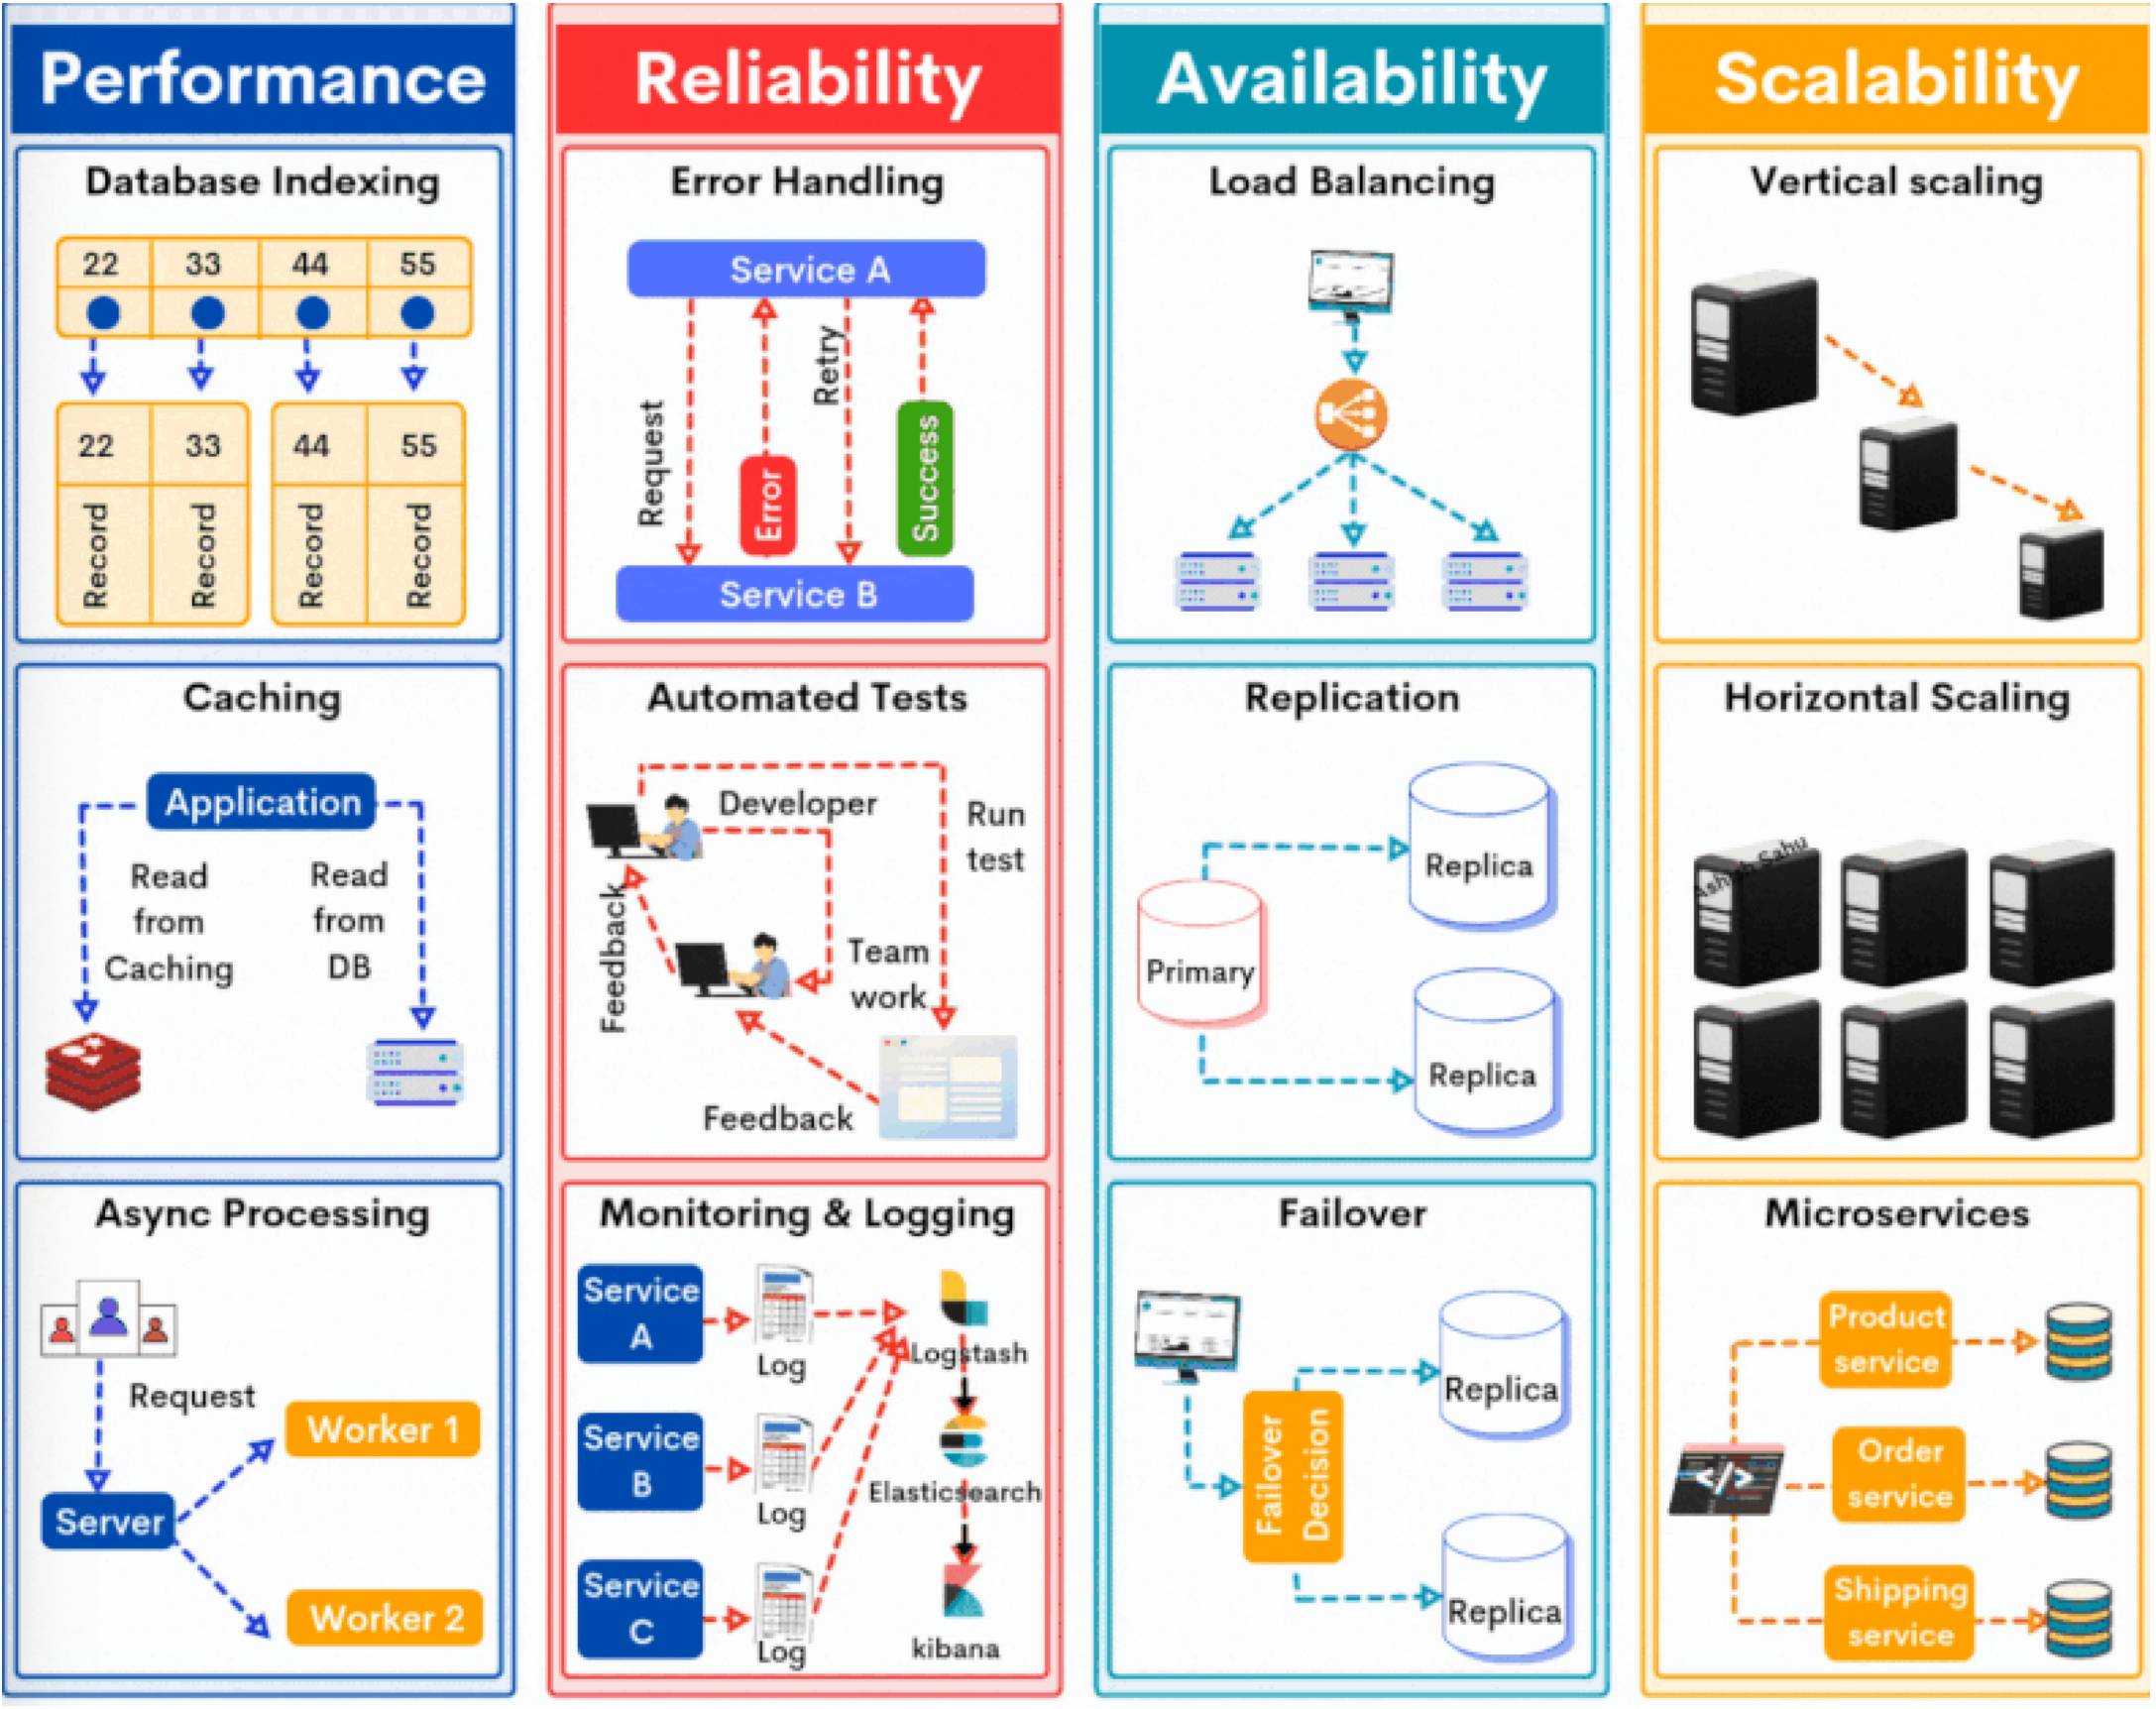 Performance
Database Indexing
22 33 44 55
22 33 44 55
Record Record Record Record
Caching
Application
Read
from
Caching
Read
from
DB
Async Processing
Request
Worker 1
Server
Worker 2
Reliability
Error Handling
Service A
Request
Error
Retry
Success
Service B
Automated Tests
Developer
Run
test
Feedback
Team
work
Feedback
Monitoring & Logging
Service
A
Log
Logstash
Service
B
Log
Elasticsearch
Service
C
Log
kibana
Availability
Load Balancing
Replication
Replica
Primary
Replica
Failover
Replica
Failover
Decision
Replica
Scalability
Vertical scaling
Horizontal Scaling
Ashish Sahu
Microservices
Product
service
</>
Order
service
Shipping
service